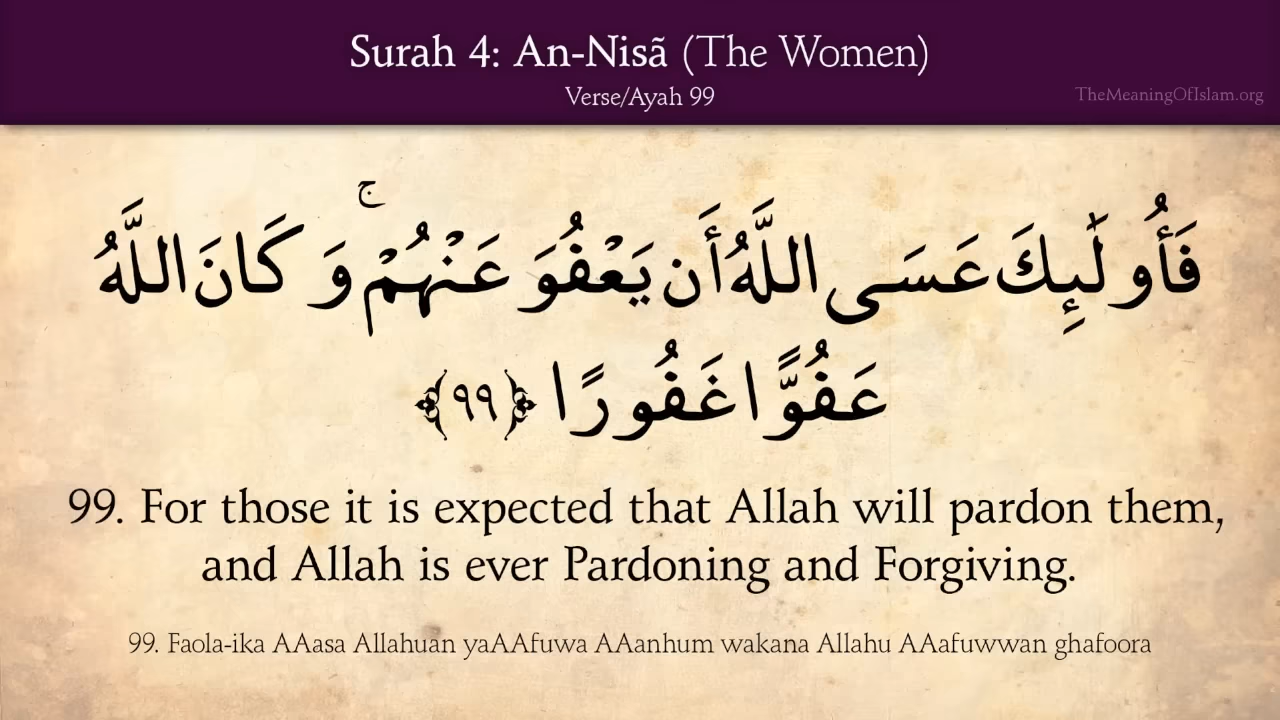 Surah 4: An-Nisã (The Women)
Verse/Ayah 99
TheMeaningOfIslam.org
فَأُولَٰئِكَ عَسَى اللَّهُ أَن يَعْفُوَ عَنْهُمْ ۚ وَكَانَ اللَّهُ
عَفُوًّا غَفُورًا ﴿٩٩﴾
99. For those it is expected that Allah will pardon them,
and Allah is ever Pardoning and Forgiving.
99. Faola-ika AAasa Allahuan yaAAfuwa AAanhum wakana Allahu AAafuwwan ghafoora